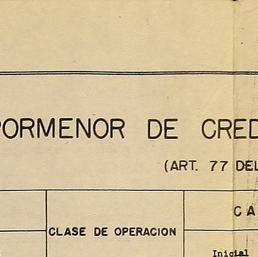 PORMENOR DE CRED
(ART. 77 DEL
CA
CLASE DE OPERACION
Inicial